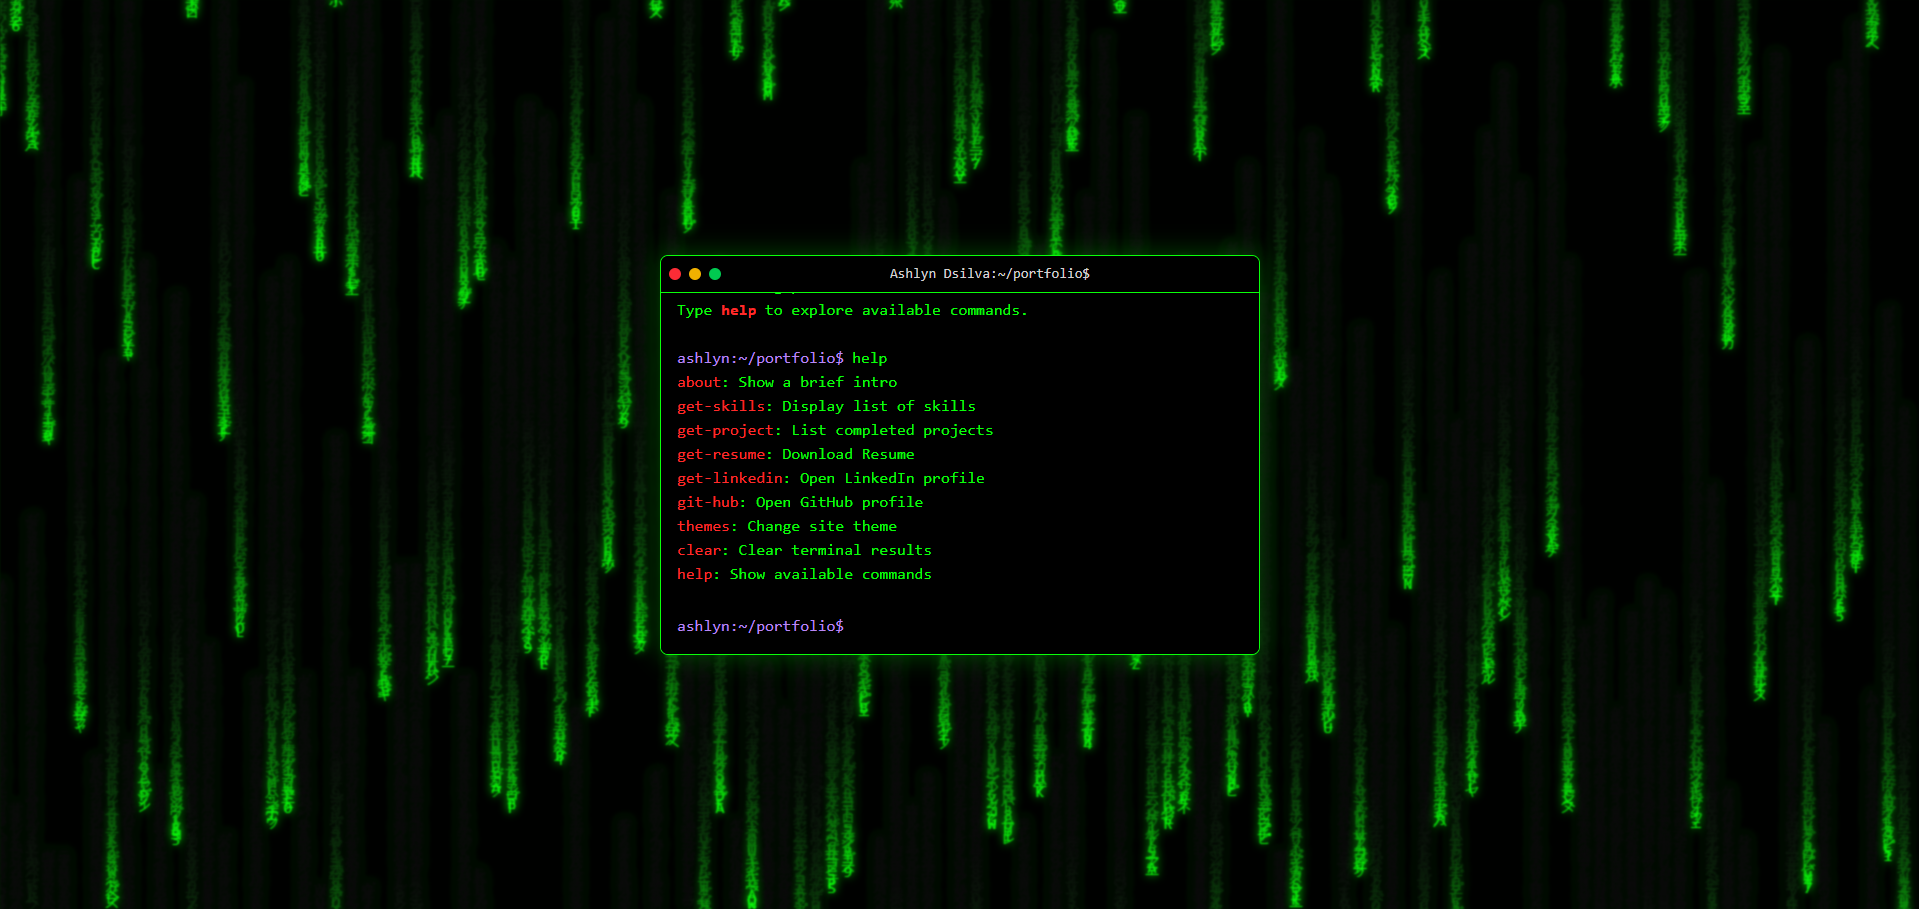 Ashlyn Dsilva:~/portfolio$
Type help to explore available commands.
ashlyn:~/portfolio$ help
about: Show a brief intro
get-skills: Display list of skills
get-project: List completed projects
get-resume: Download Resume
get-linkedin: Open LinkedIn profile
git-hub: Open GitHub profile
themes: Change site theme
clear: Clear terminal results
help: Show available commands
ashlyn:~/portfolio$